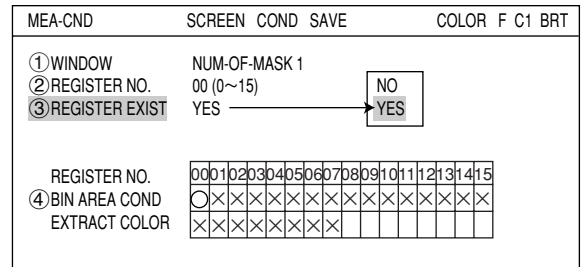 MEA-CND SCREEN COND SAVE COLOR F C1 BRT
①WINDOW NUM-OF-MASK 1
②REGISTER NO. 00 (0～15) NO
③REGISTER EXIST YES YES
REGISTER NO. 00 01 02 03 04 05 06 07 08 09 10 11 12 13 14 15
④BIN AREA COND ○ × × × × × × × × × × × × × × ×
EXTRACT COLOR × × × × × × × ×